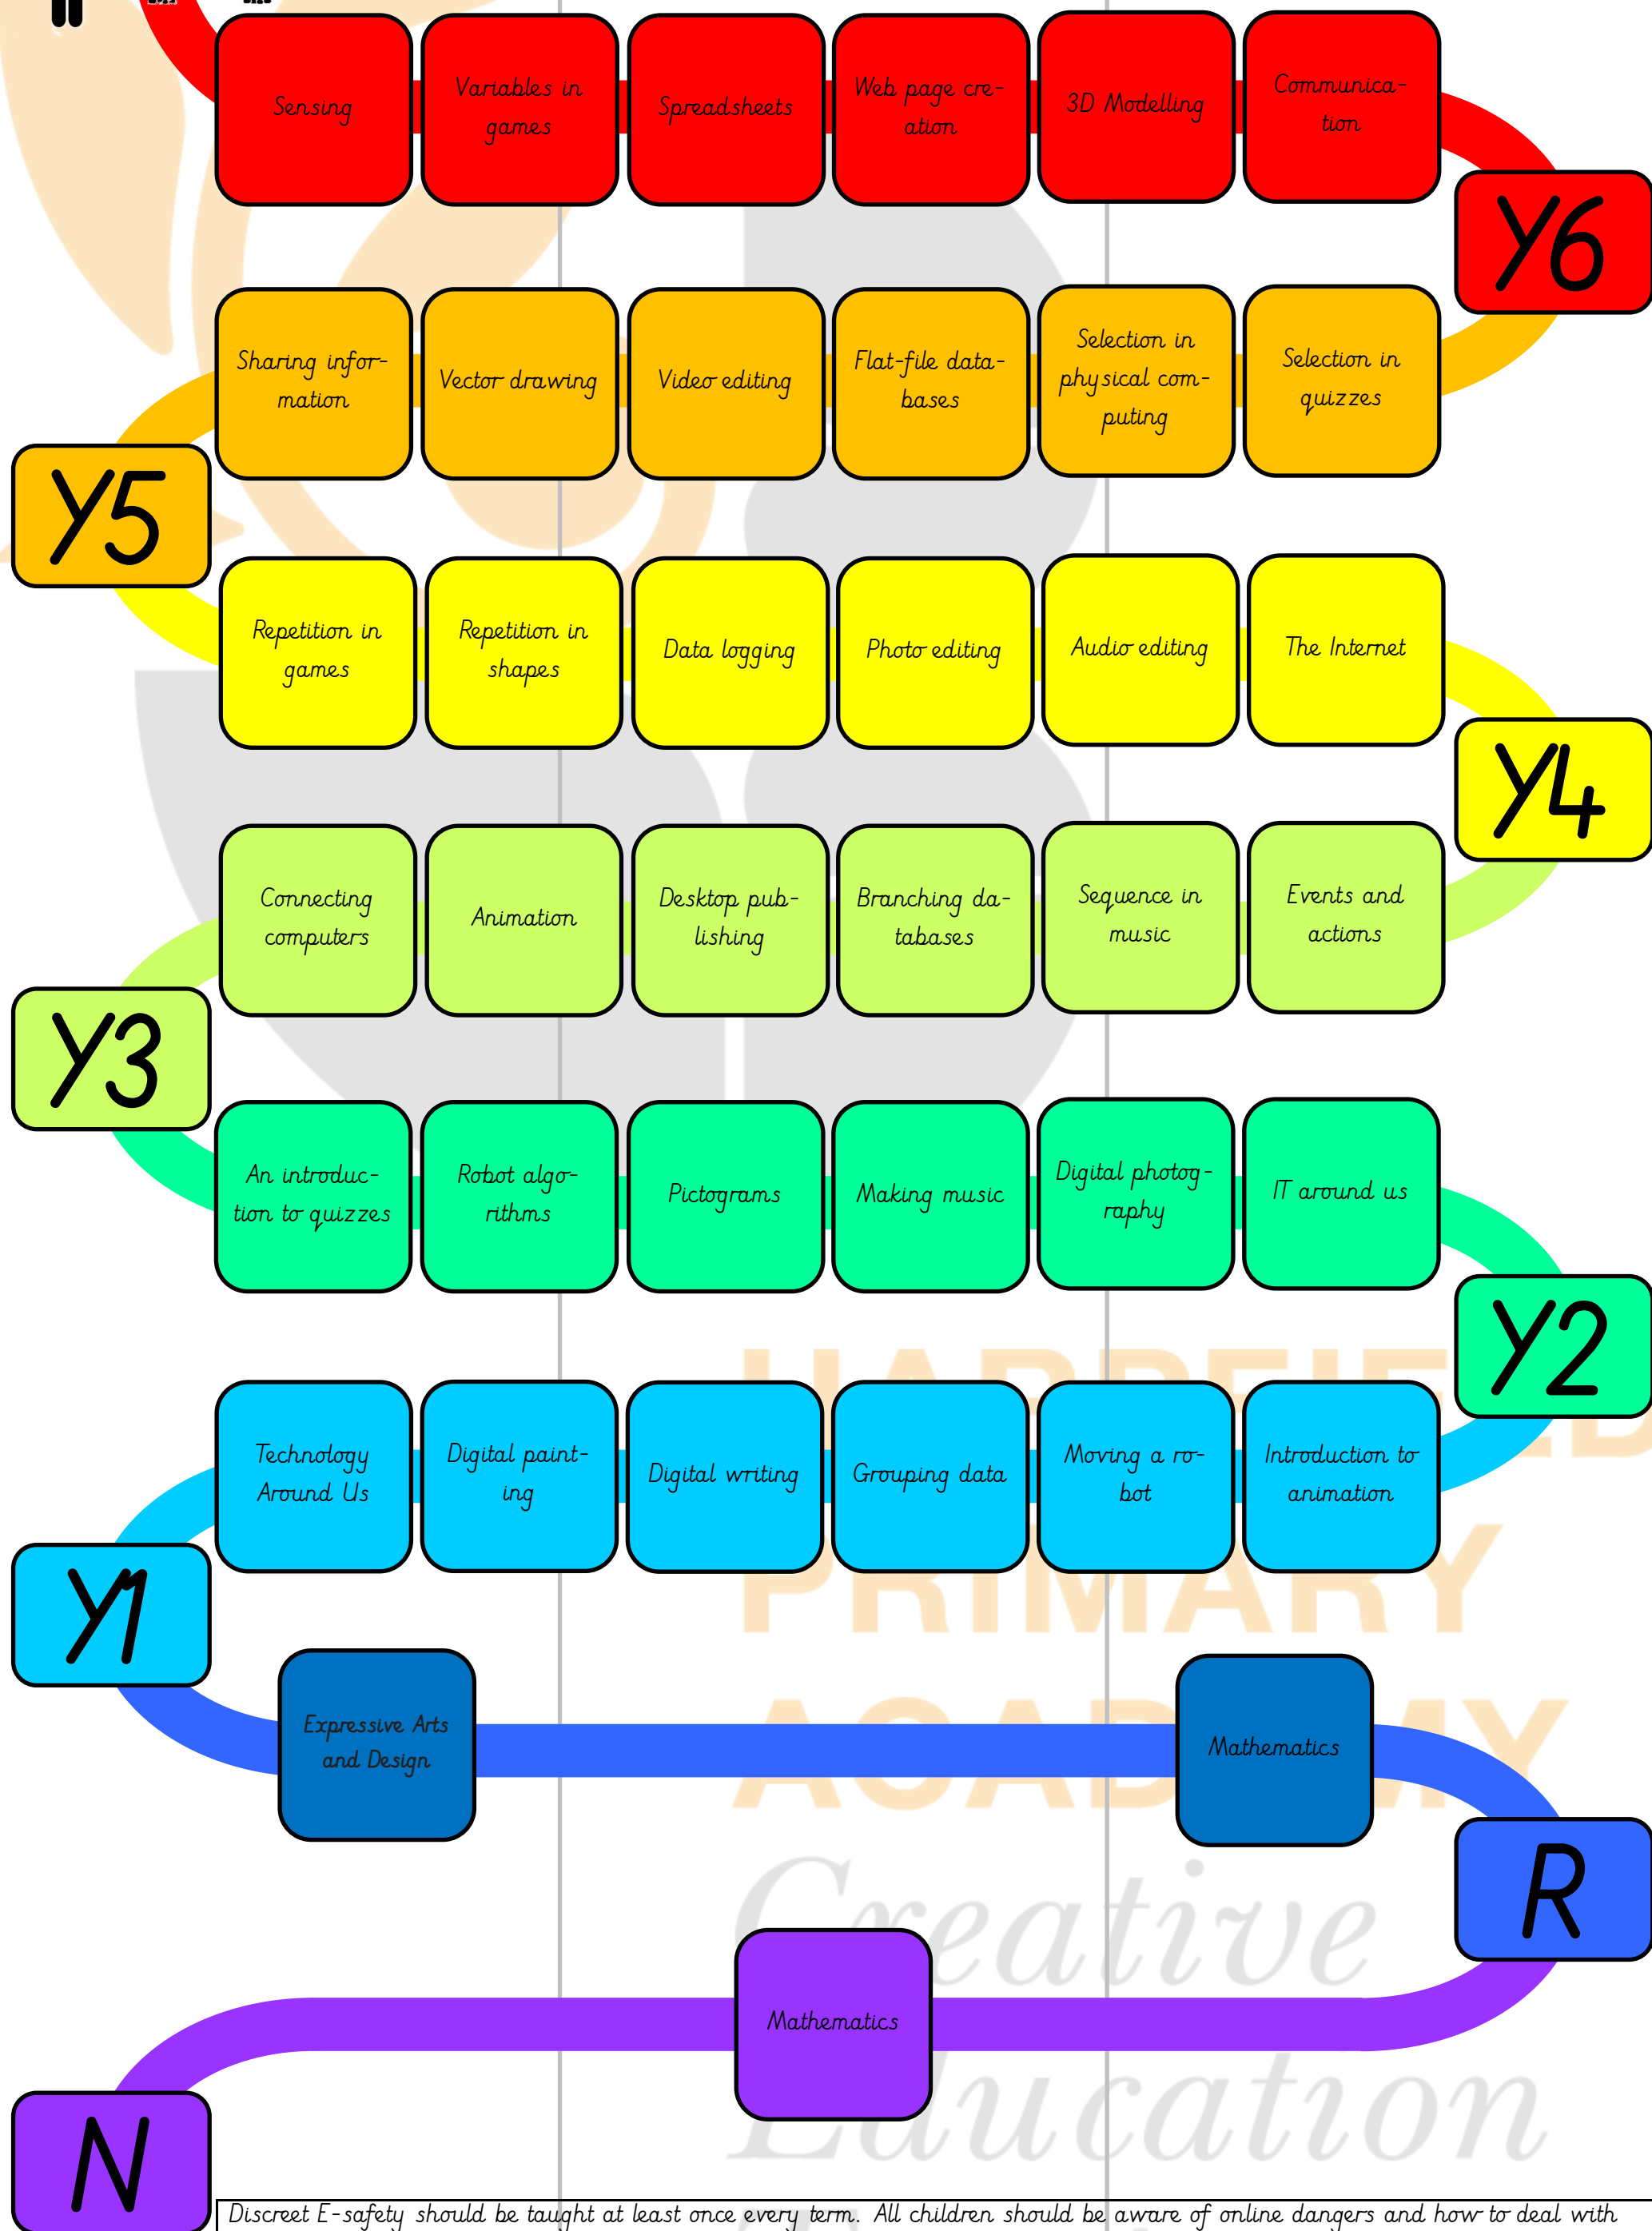 Sensing
Variables in
games
Spreadsheets
Web page cre-
ation
3D Modelling
Communica-
tion
Y6
Sharing infor-
mation
Vector drawing
Video editing
Flat-file data-
bases
Selection in
physical com-
puting
Selection in
quizzes
Y5
Repetition in
games
Repetition in
shapes
Data logging
Photo editing
Audio editing
The Internet
Y4
Connecting
computers
Animation
Desktop pub-
lishing
Branching da-
tabases
Sequence in
music
Events and
actions
Y3
An introduc-
tion to quizzes
Robot algo-
rithms
Pictograms
Making music
Digital photog-
raphy
IT around us
Y2
Technology
Around Us
Digital paint-
ing
Digital writing
Grouping data
Moving a ro-
bot
Introduction to
animation
Y1
PRIMARY
ACADEMY
Expressive Arts
and Design
Mathematics
R
Creative
Mathematics
Education
N
Discreet E-safety should be taught at least once every term. All children should be aware of online dangers and how to deal with